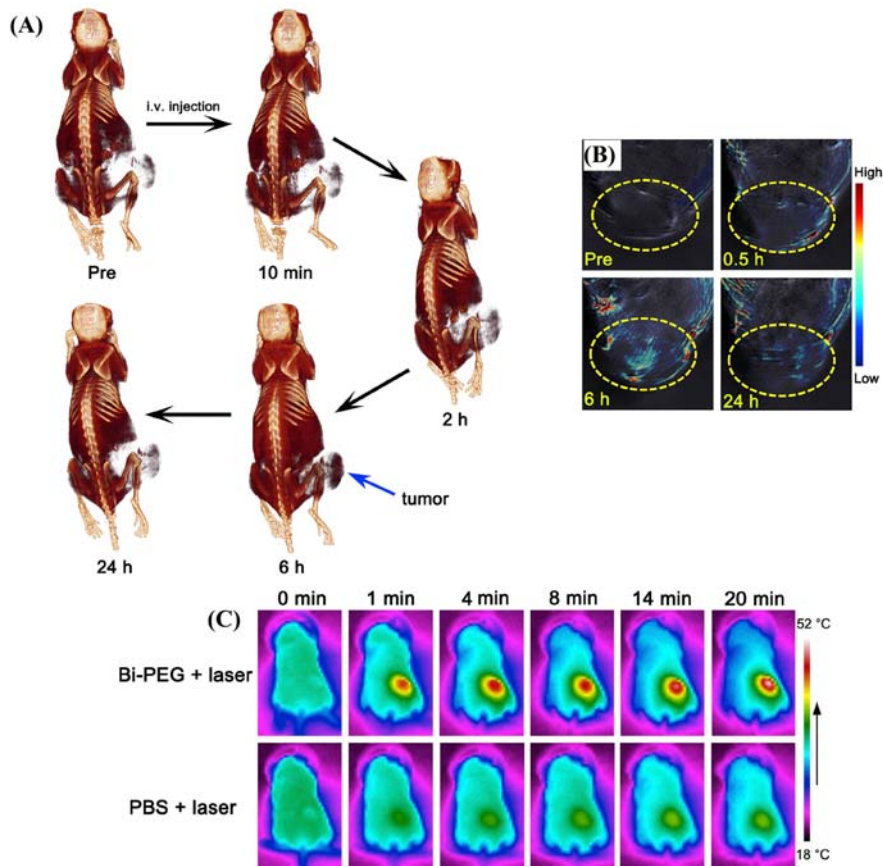 (A)
i.v. injection
Pre
10 min
2 h
tumor
24 h
6 h
(B)
High
Pre
0.5 h
6 h
24 h
Low
(C)
0 min 1 min 4 min 8 min 14 min 20 min
52 °C
Bi-PEG + laser
PBS + laser
18 °C